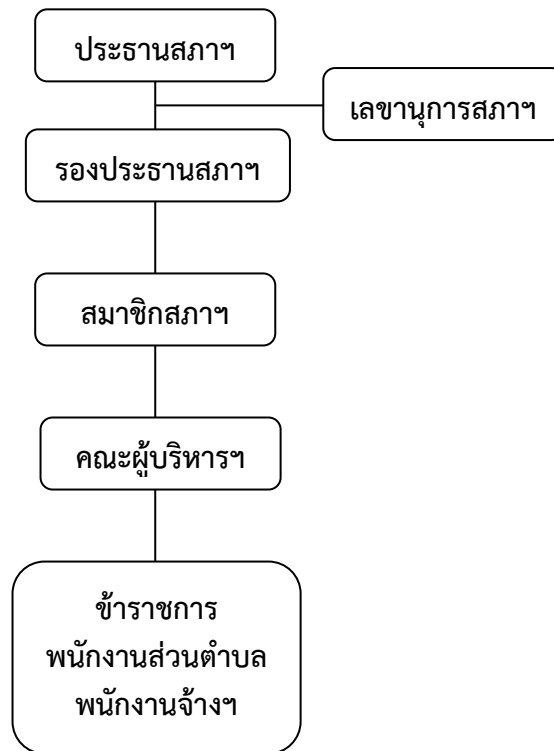 ประธานสภาฯ
เลขานุการสภาฯ
รองประธานสภาฯ
สมาชิกสภาฯ
คณะผู้บริหารฯ
ข้าราชการ
พนักงานส่วนตำบล
พนักงานจ้างฯ